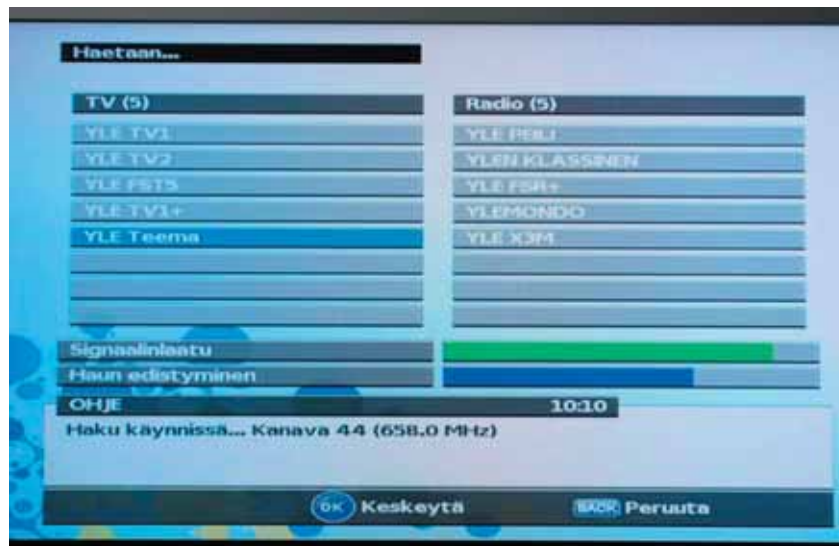 Haetaan...
TV (5)
YLE TV1
YLE TV2
YLE FST5
YLE TV1+
YLE Teema
Radio (5)
YLE PEILI
YLEN KLASSINEN
YLE FSR+
YLEMONDO
YLE X3M
Signaalinlaatu
Haun edistyminen
OHJE 10:10
Haku käynnissä... Kanava 44 (658.0 MHz)
OK Keskeytä BACK Peruuta